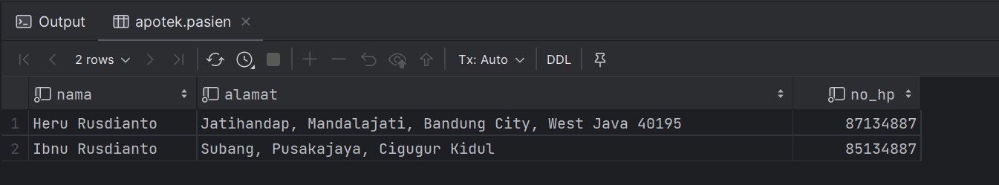 Output apotek.pasien
2 rows Tx: Auto DDL
nama alamat no_hp
1 Heru Rusdianto Jatihandap, Mandalajati, Bandung City, West Java 40195 87134887
2 Ibnu Rusdianto Subang, Pusakajaya, Cigugur Kidul 85134887